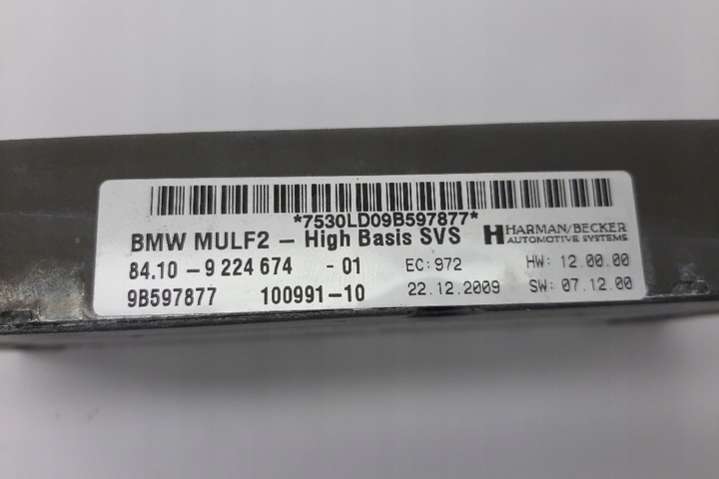 *7530LD09B597877*
BMW MULF2 – High Basis SVS HARMAN/BECKER
AUTOMOTIVE SYSTEMS
84.10 - 9 224 674 - 01 EC: 972 HW: 12.00.00
9B597877 100991-10 22.12.2009 SW: 07.12.00